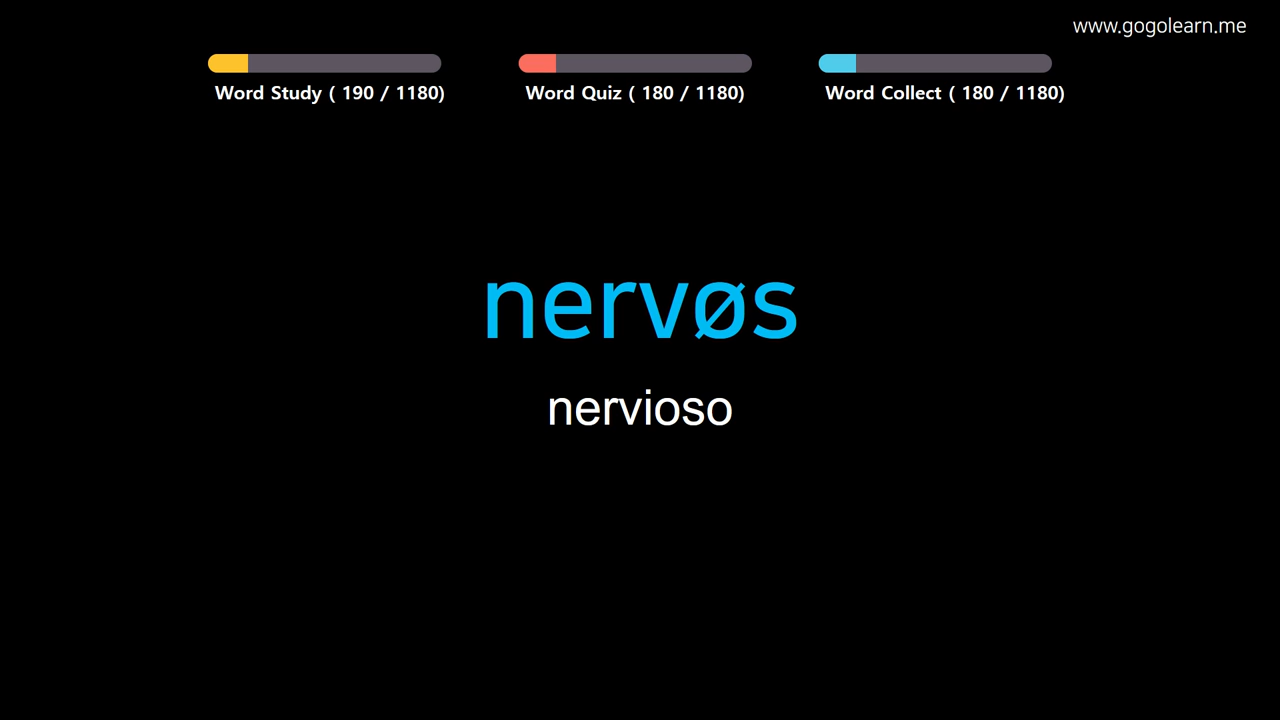 www.gogolearn.me
Word Study ( 190 / 1180)
Word Quiz ( 180 / 1180)
Word Collect ( 180 / 1180)
nervøs
nervioso